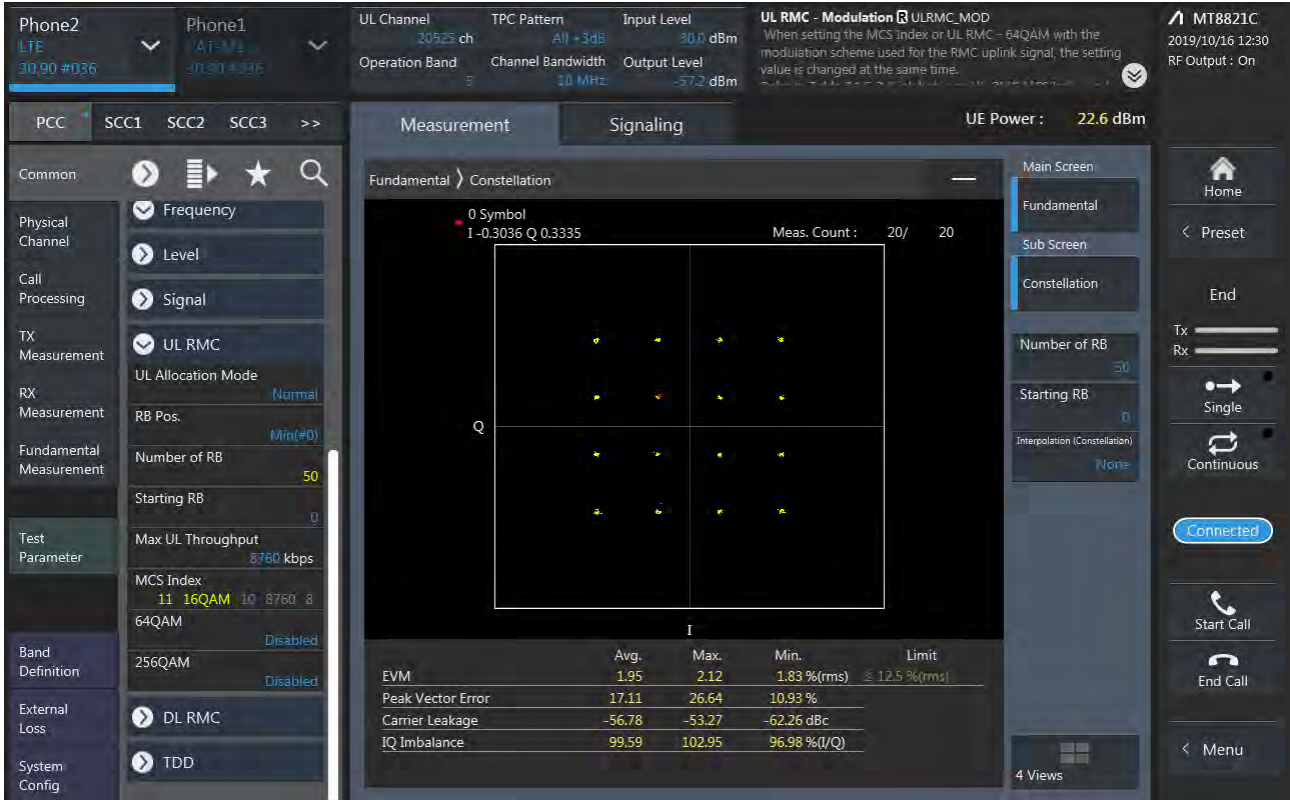 Phone2
LTE
30.90 #036
Phone1
CAT-M1
30.90 #036
UL Channel
20525 ch
TPC Pattern
All +3dB
Input Level
30.0 dBm
Operation Band
5
Channel Bandwidth
10 MHz
Output Level
-57.2 dBm
UL RMC - Modulation R ULRMC_MOD
When setting the MCS Index or UL RMC - 64QAM with the
modulation scheme used for the RMC uplink signal, the setting
value is changed at the same time.
MT8821C
2019/10/16 12:30
RF Output : On
PCC SCC1 SCC2 SCC3 >>
Measurement
Signaling
UE Power : 22.6 dBm
Common
Physical
Channel
Call
Processing
TX
Measurement
RX
Measurement
Fundamental
Measurement
Test
Parameter
Band
Definition
External
Loss
System
Config
Frequency
Level
Signal
UL RMC
UL Allocation Mode
Normal
RB Pos.
Min(#0)
Number of RB
50
Starting RB
0
Max UL Throughput
8760 kbps
MCS Index
11 16QAM 10 8760 8
64QAM
Disabled
256QAM
Disabled
DL RMC
TDD
Fundamental 〉 Constellation
0 Symbol
I -0.3036 Q 0.3335
Meas. Count : 20/ 20
Q
I
Avg. Max. Min. Limit
EVM 1.95 2.12 1.83 %(rms) ≤ 12.5 %(rms)
Peak Vector Error 17.11 26.64 10.93 %
Carrier Leakage -56.78 -53.27 -62.26 dBc
IQ Imbalance 99.59 102.95 96.98 %(I/Q)
Main Screen
Fundamental
Sub Screen
Constellation
Number of RB
50
Starting RB
0
Interpolation (Constellation)
None
4 Views
Home
< Preset
End
Tx
Rx
Single
Continuous
Connected
Start Call
End Call
< Menu